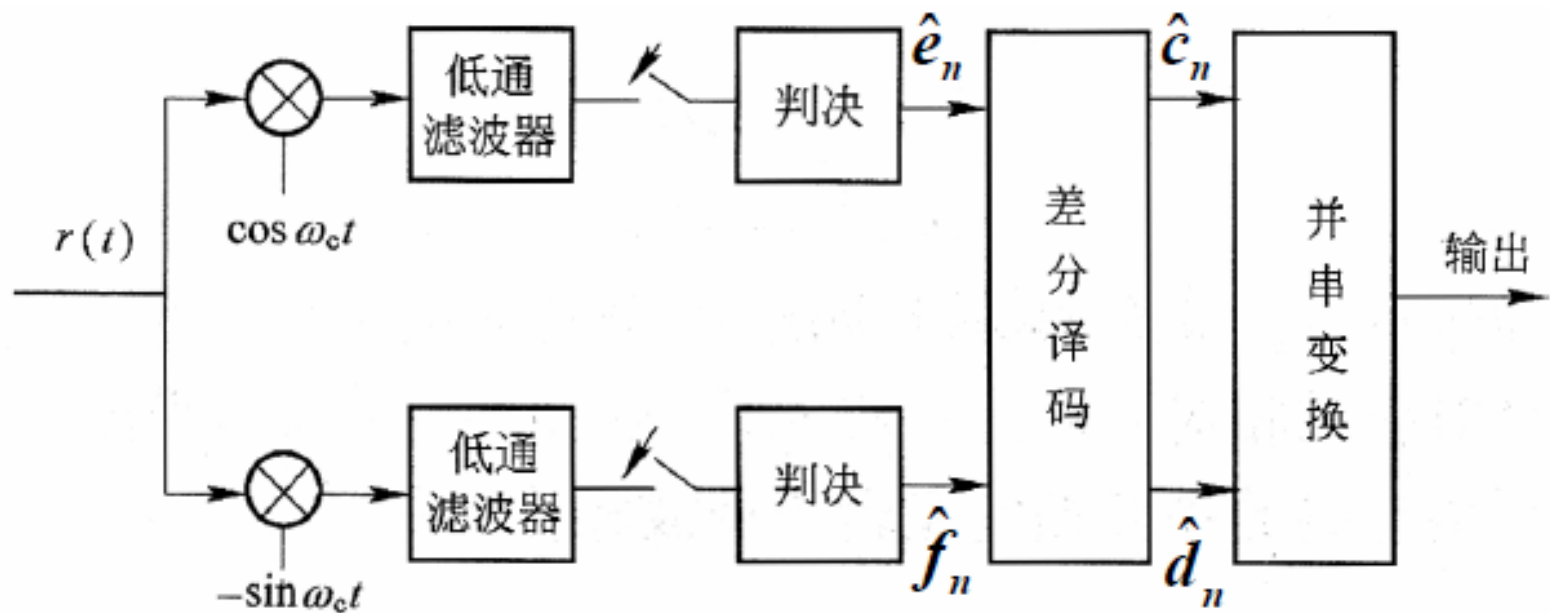 低通
滤波器
判决
ê_n
ĉ_n
cos ω_c t
r(t)
差分译码
并串变换
输出
低通
滤波器
判决
f̂_n
d̂_n
−sin ω_c t